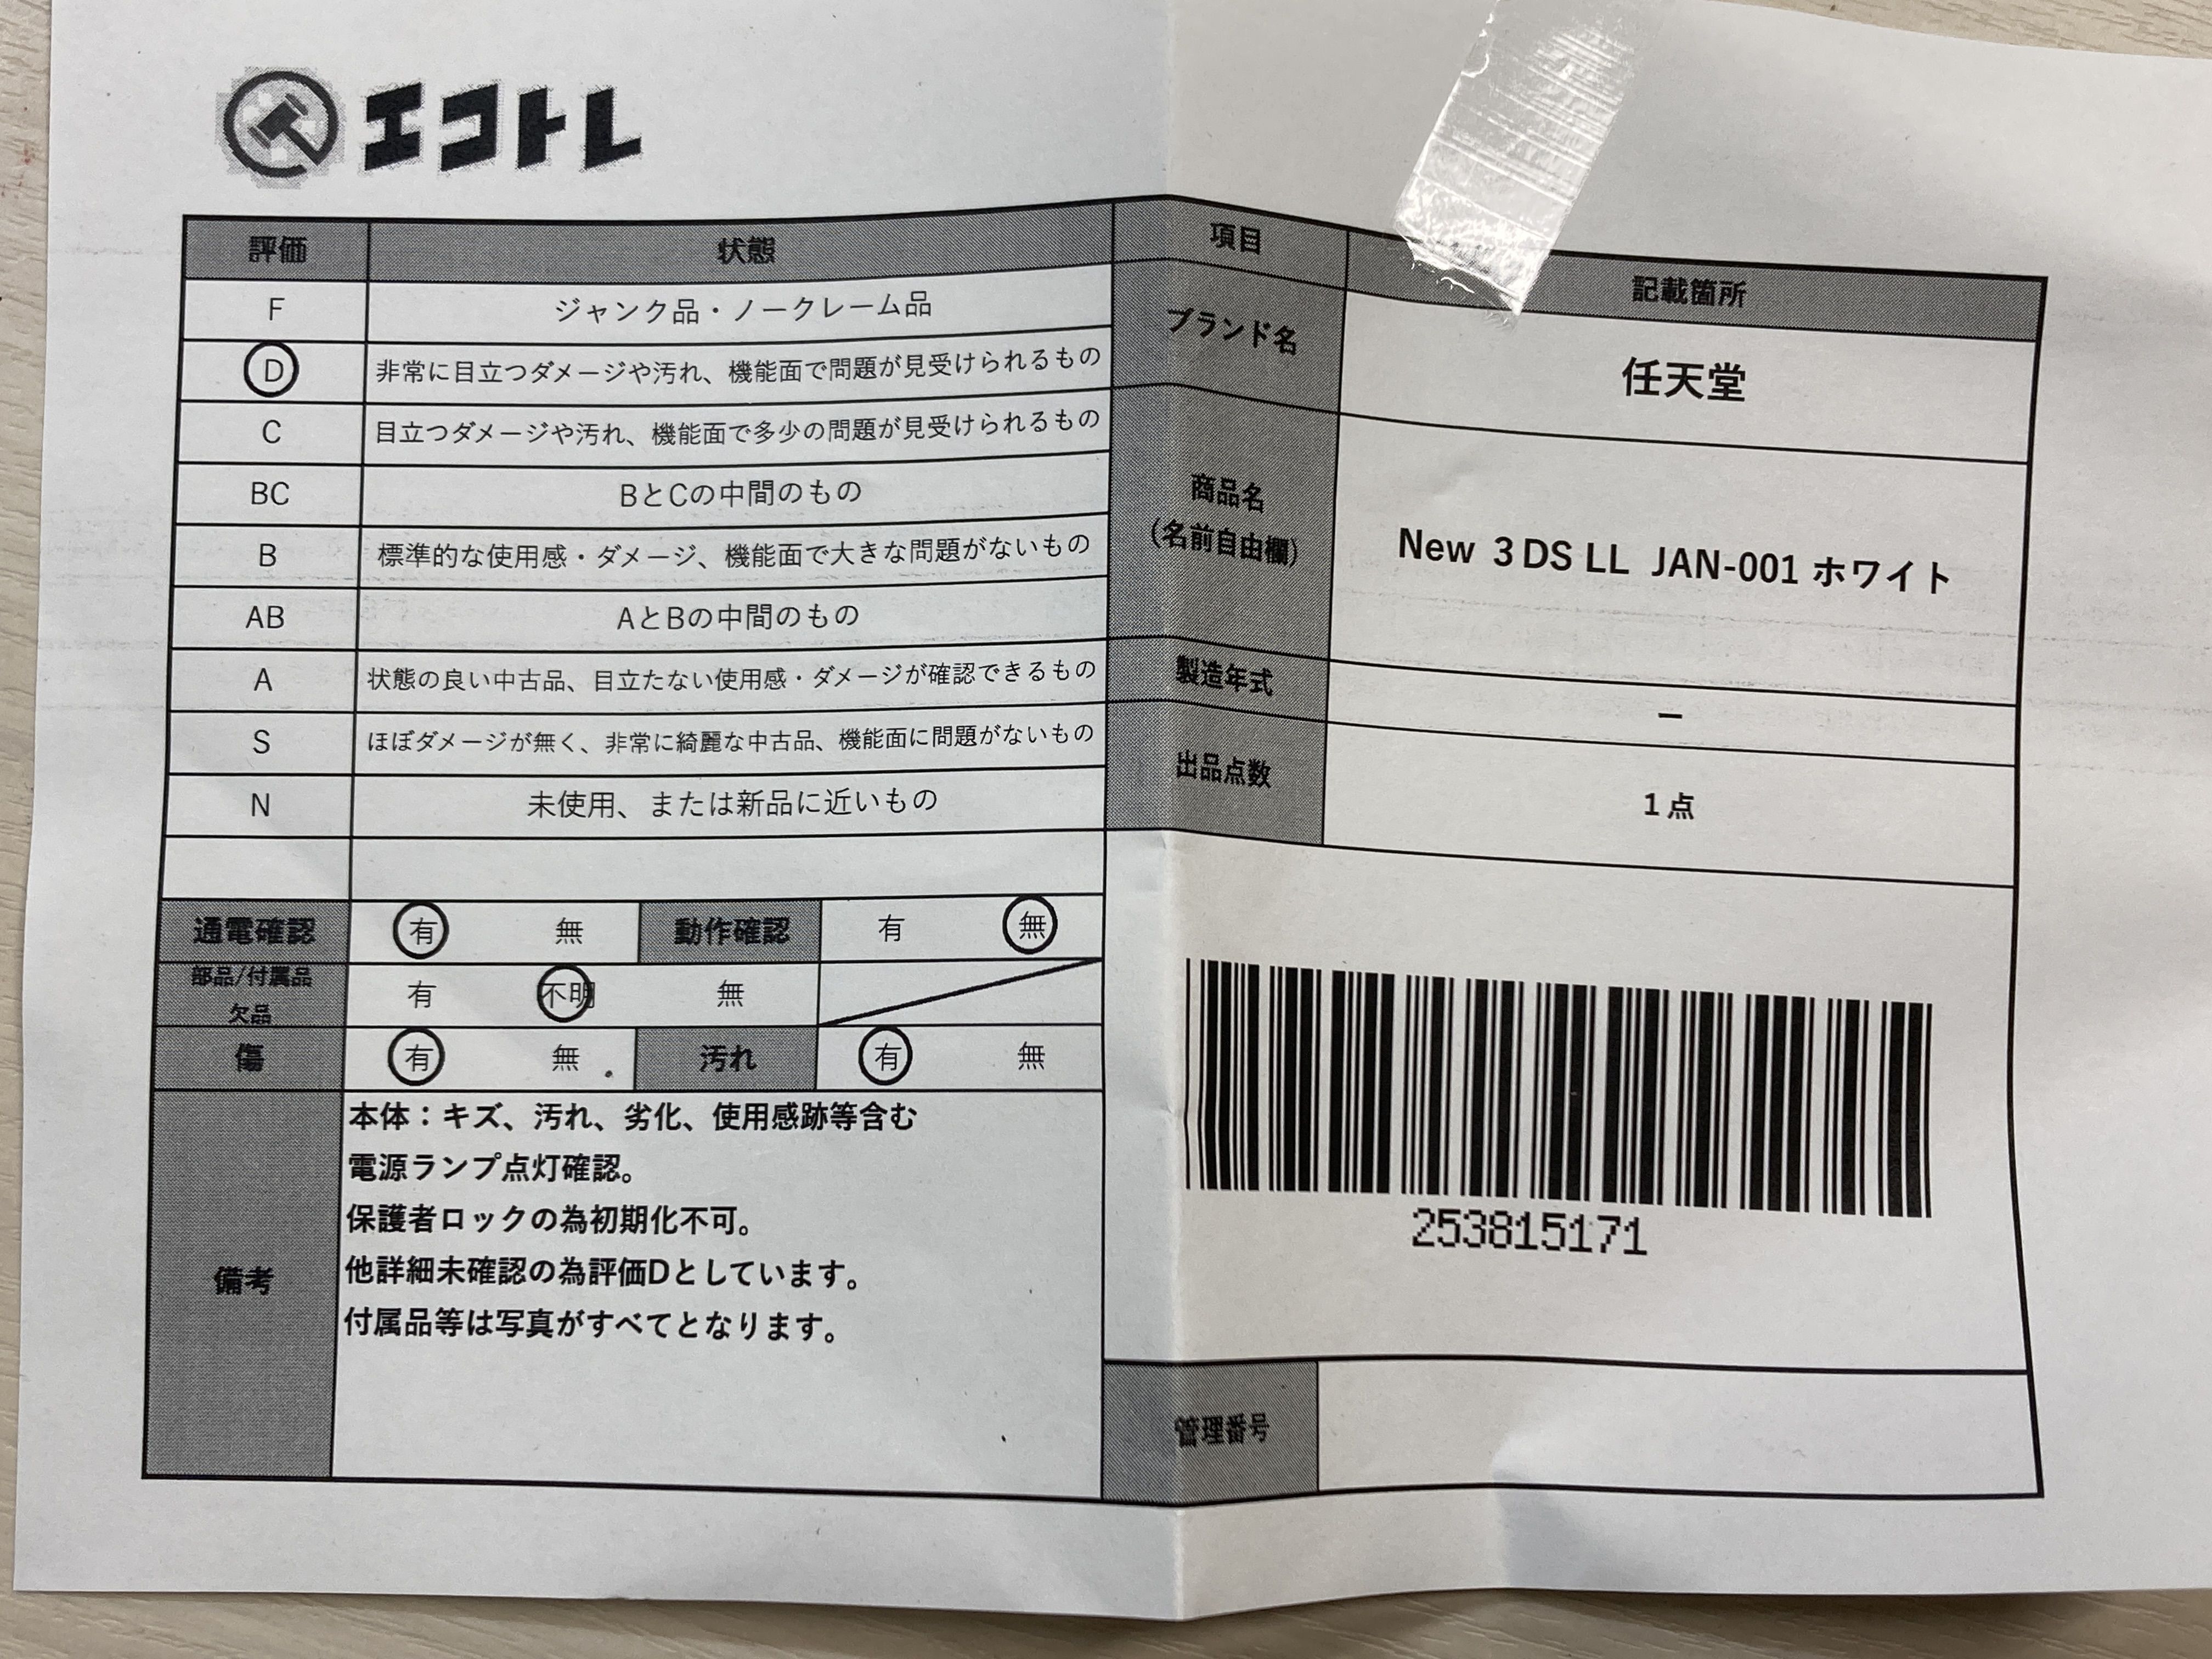 エコトレ
評価 状態
F ジャンク品・ノークレーム品
D 非常に目立つダメージや汚れ、機能面で問題が見受けられるもの
C 目立つダメージや汚れ、機能面で多少の問題が見受けられるもの
BC BとCの中間のもの
B 標準的な使用感・ダメージ、機能面で大きな問題がないもの
AB AとBの中間のもの
A 状態の良い中古品、目立たない使用感・ダメージが確認できるもの
S ほぼダメージが無く、非常に綺麗な中古品、機能面に問題がないもの
N 未使用、または新品に近いもの
通電確認 有 無 動作確認 有 無
部品/付属品
欠品 有 不明 無
傷 有 無 汚れ 有 無
備考
本体：キズ、汚れ、劣化、使用感跡等含む
電源ランプ点灯確認。
保護者ロックの為初期化不可。
他詳細未確認の為評価Dとしています。
付属品等は写真がすべてとなります。
項目 記載箇所
ブランド名 任天堂
商品名
（名前自由欄） New 3DS LL JAN-001 ホワイト
製造年式 ー
出品点数 1点
253815171
管理番号